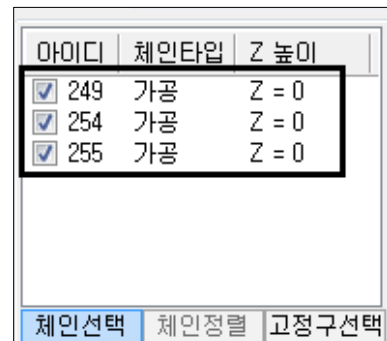 아이디 체인타입 Z 높이
249 가공 Z = 0
254 가공 Z = 0
255 가공 Z = 0
체인선택 체인정렬 고정구선택